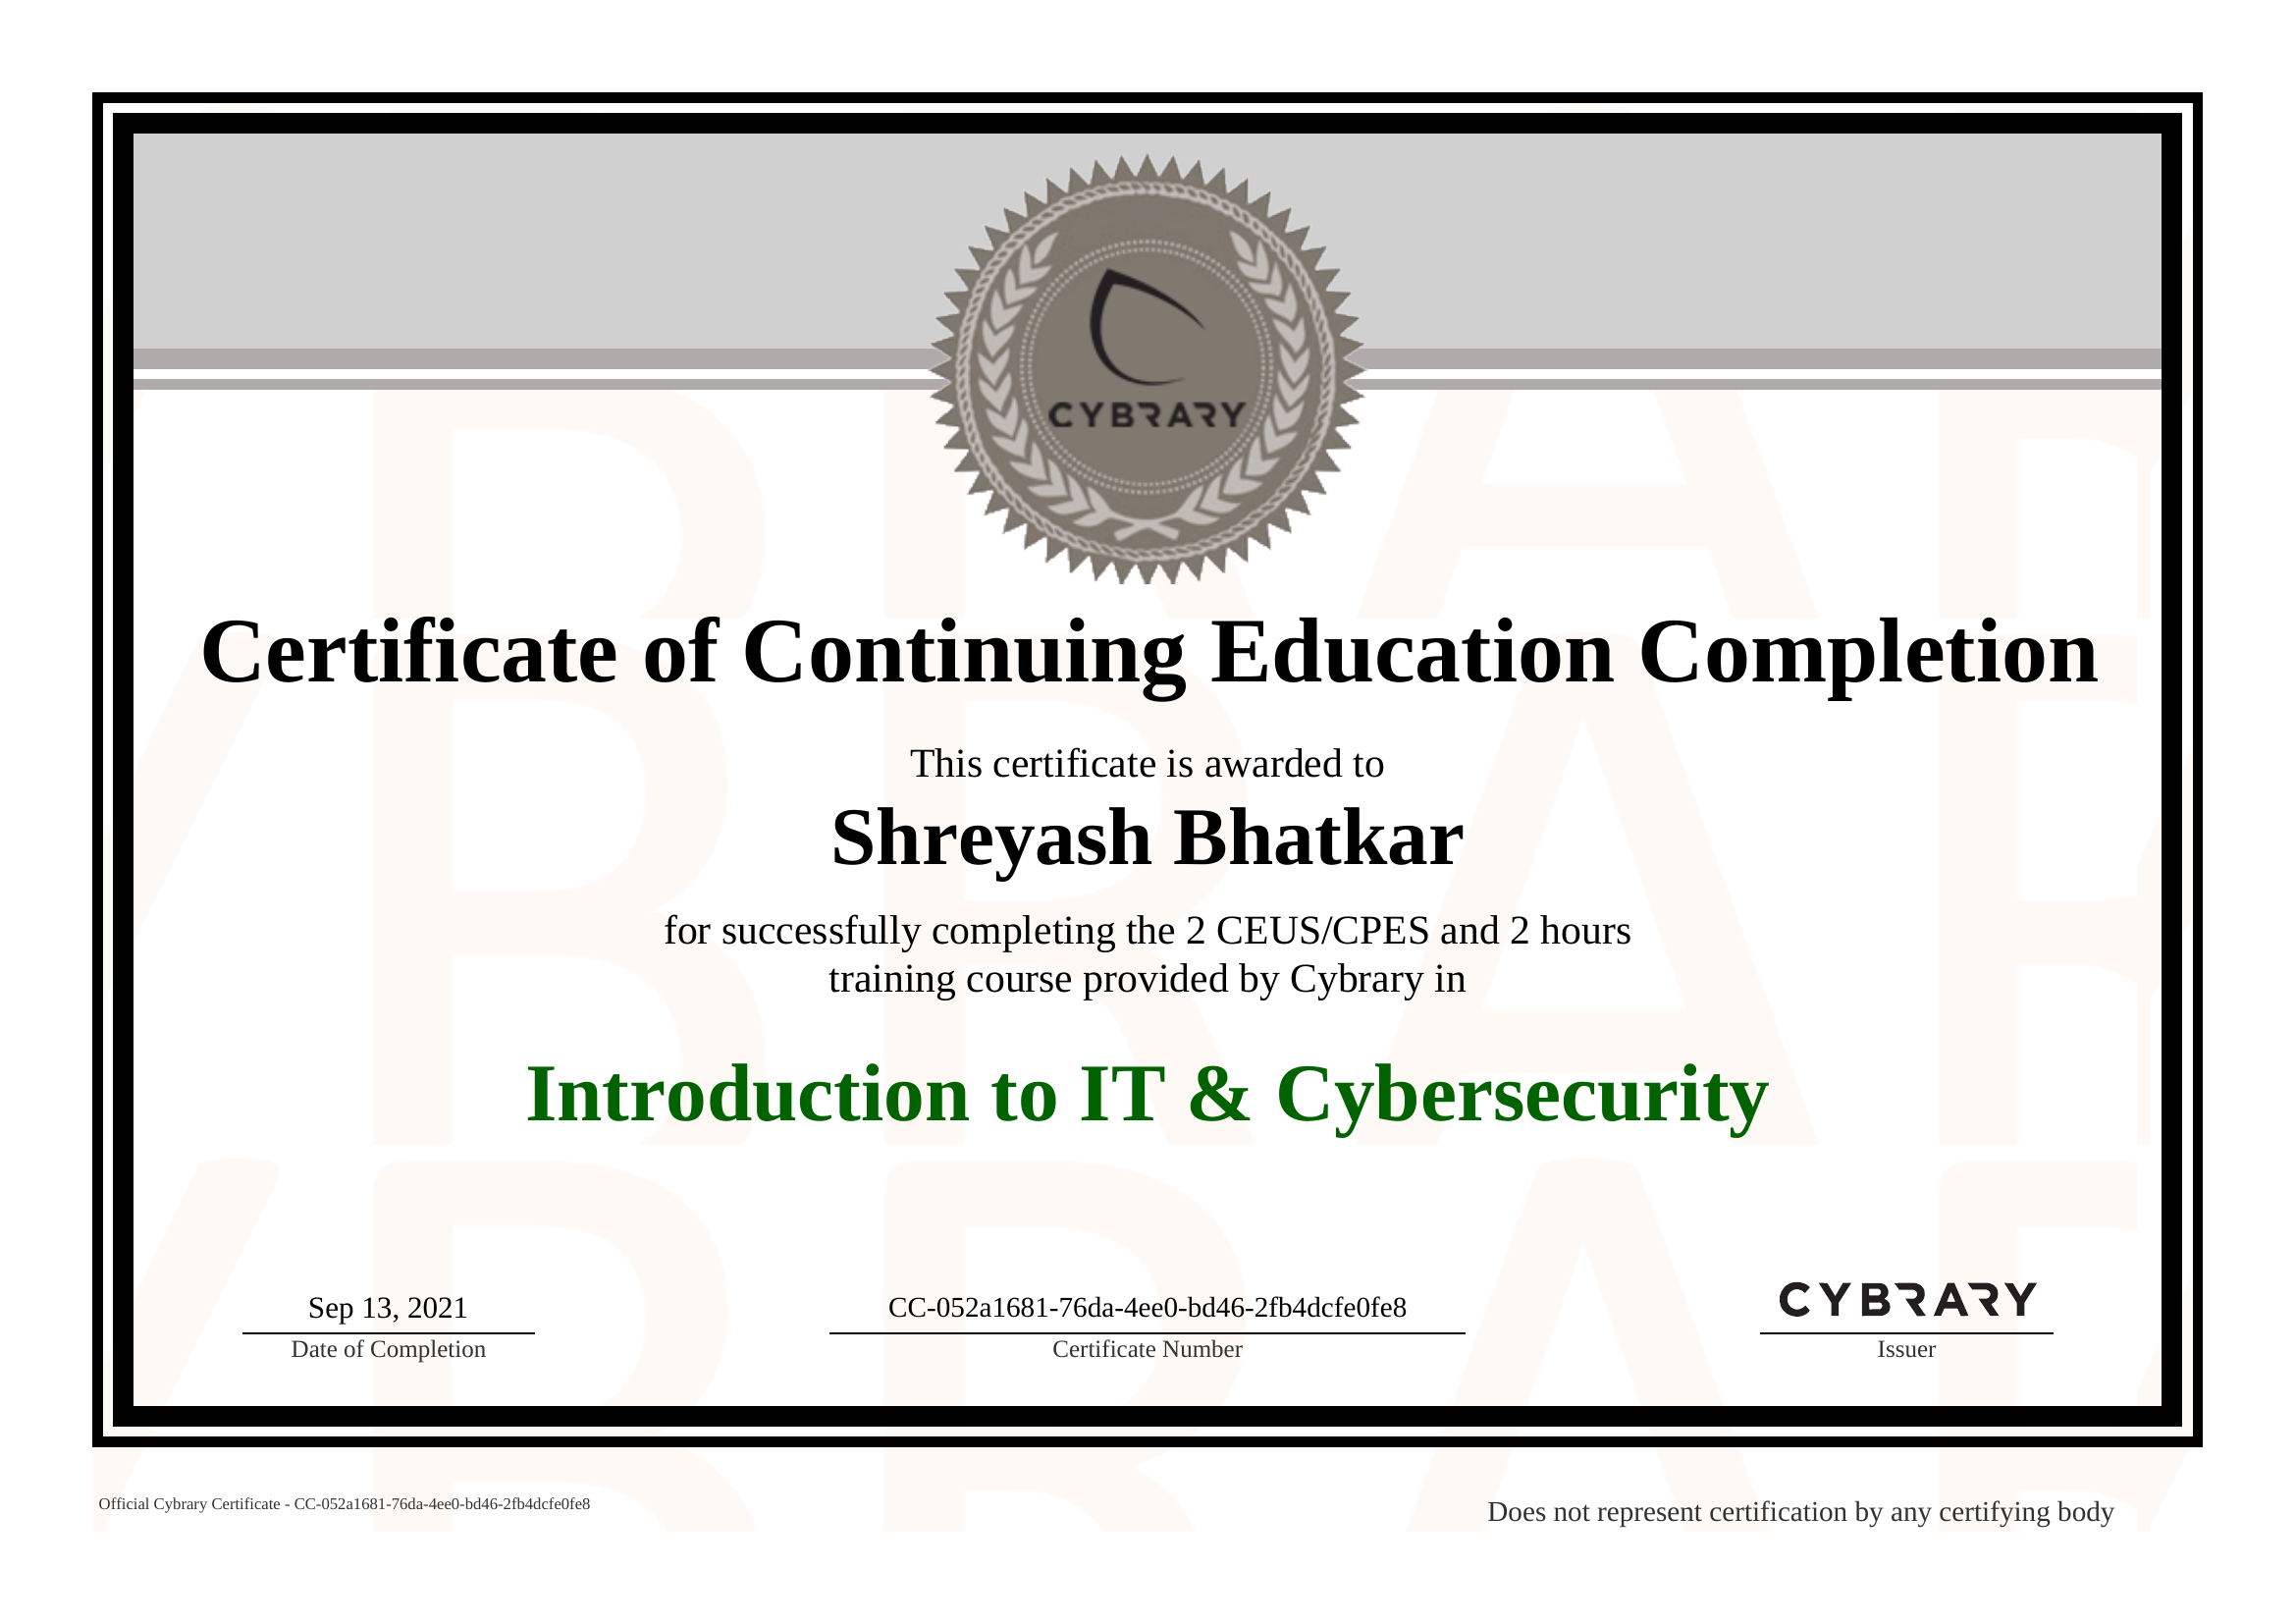 CYBRARY
Certificate of Continuing Education Completion
This certificate is awarded to
Shreyash Bhatkar
for successfully completing the 2 CEUS/CPES and 2 hours
training course provided by Cybrary in
Introduction to IT & Cybersecurity
Sep 13, 2021
Date of Completion
CC-052a1681-76da-4ee0-bd46-2fb4dcfe0fe8
Certificate Number
CYBRARY
Issuer
Official Cybrary Certificate - CC-052a1681-76da-4ee0-bd46-2fb4dcfe0fe8
Does not represent certification by any certifying body